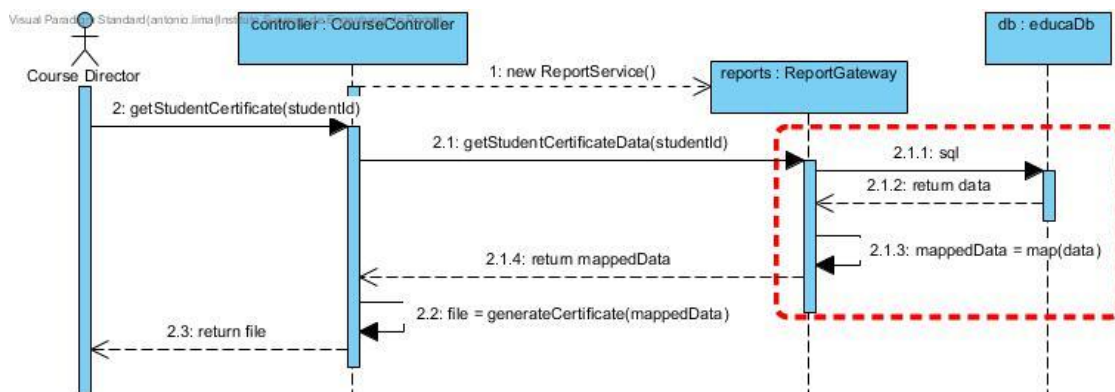 Visual Paradigm Standard(antonio.lima(Instituto
controller : CourseController
db : educaDb
Course Director
1: new ReportService()
reports : ReportGateway
2: getStudentCertificate(studentId)
2.1: getStudentCertificateData(studentId)
2.1.1: sql
2.1.2: return data
2.1.3: mappedData = map(data)
2.1.4: return mappedData
2.2: file = generateCertificate(mappedData)
2.3: return file